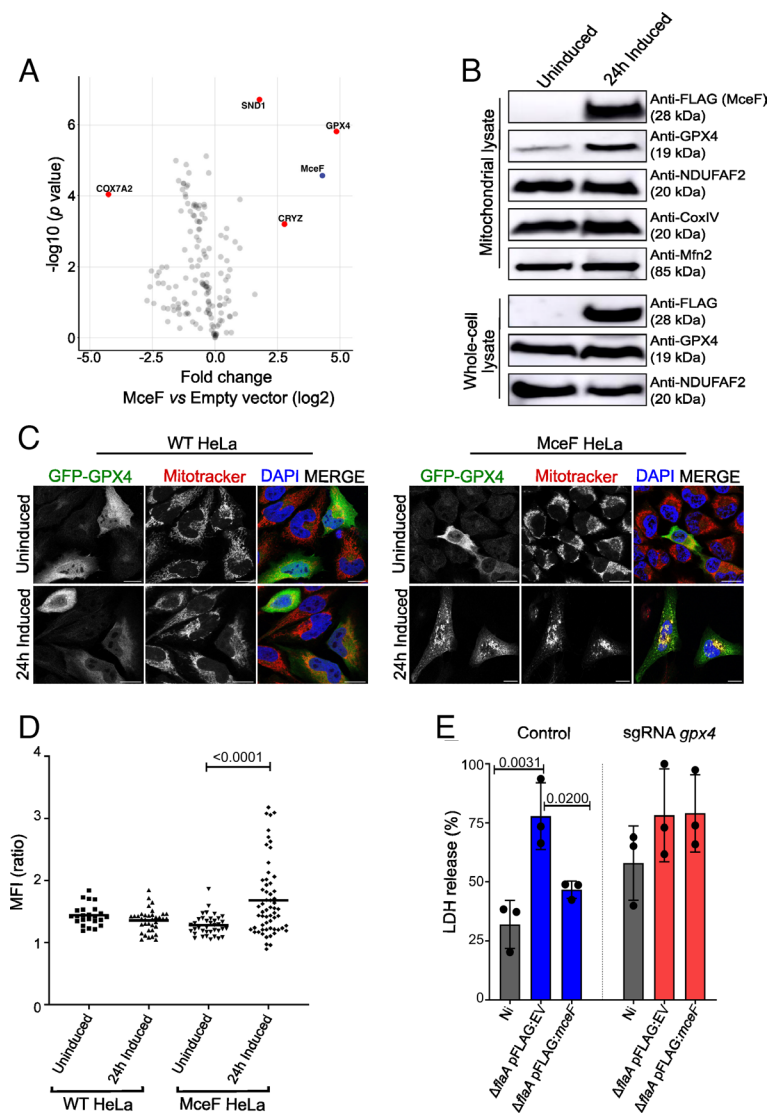 A
SND1
GPX4
MceF
COX7A2
CRYZ
6
4
2
0
-log10 (p value)
-5.0 -2.5 0.0 2.5 5.0
Fold change
MceF vs Empty vector (log2)
B
Uninduced 24h Induced
Mitochondrial lysate
Anti-FLAG (MceF)
(28 kDa)
Anti-GPX4
(19 kDa)
Anti-NDUFAF2
(20 kDa)
Anti-CoxIV
(20 kDa)
Anti-Mfn2
(85 kDa)
Whole-cell
lysate
Anti-FLAG
(28 kDa)
Anti-GPX4
(19 kDa)
Anti-NDUFAF2
(20 kDa)
C
WT HeLa
GFP-GPX4 Mitotracker DAPI MERGE
Uninduced
24h Induced
MceF HeLa
GFP-GPX4 Mitotracker DAPI MERGE
Uninduced
24h Induced
D
<0.0001
4
3
2
1
0
MFI (ratio)
Uninduced 24h Induced Uninduced 24h Induced
WT HeLa MceF HeLa
E
Control sgRNA gpx4
0.0031
0.0200
100
75
50
25
0
LDH release (%)
Ni ΔflaA pFLAG:EV ΔflaA pFLAG:mceF Ni ΔflaA pFLAG:EV ΔflaA pFLAG:mceF